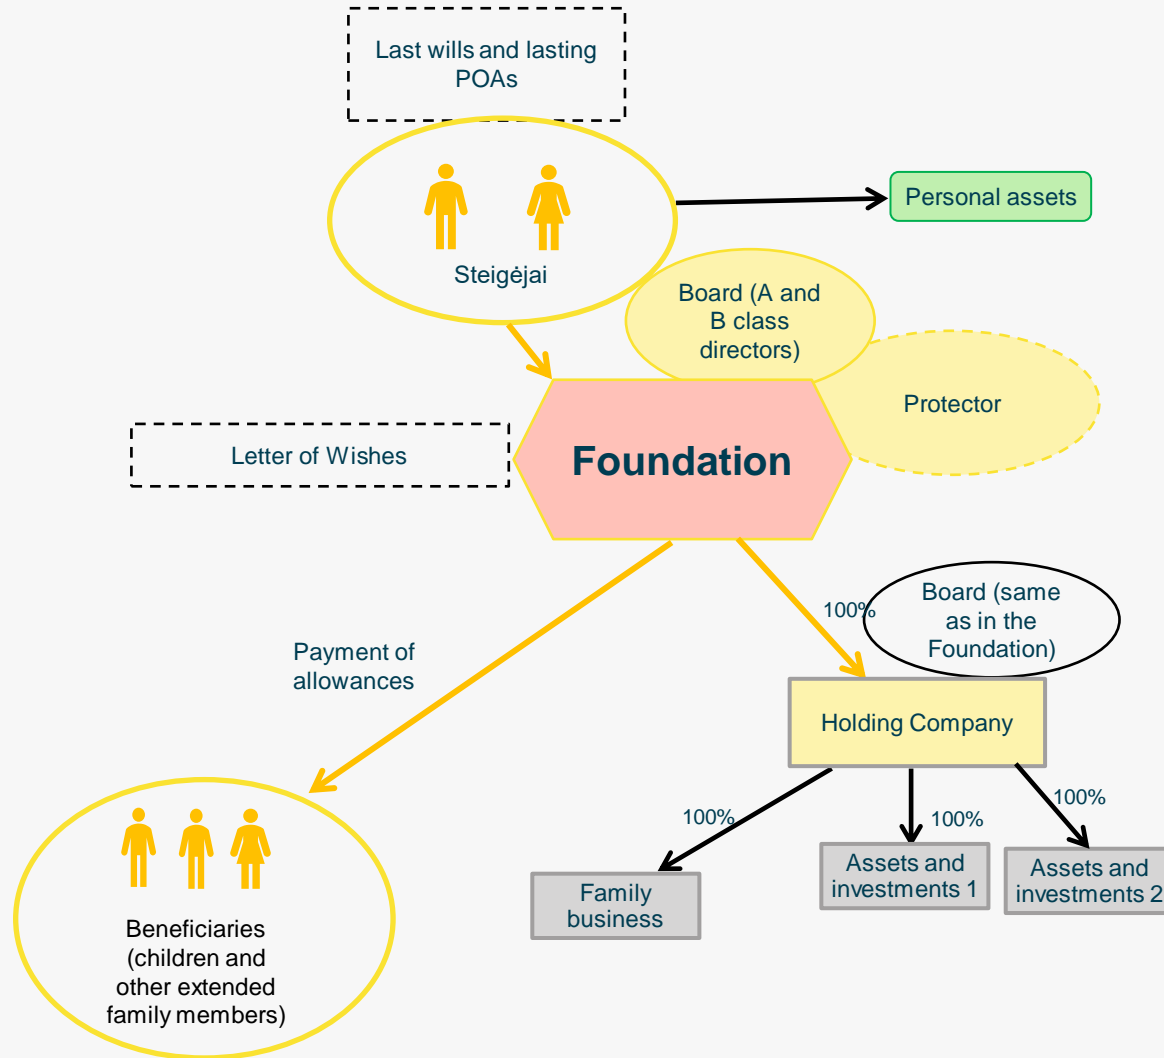 Last wills and lasting
POAs
Personal assets
Steigėjai
Board (A and
B class
directors)
Protector
Letter of Wishes
Foundation
100%
Board (same
as in the
Foundation)
Payment of
allowances
Holding Company
100%
100%
100%
Family
business
Assets and
investments 1
Assets and
investments 2
Beneficiaries
(children and
other extended
family members)